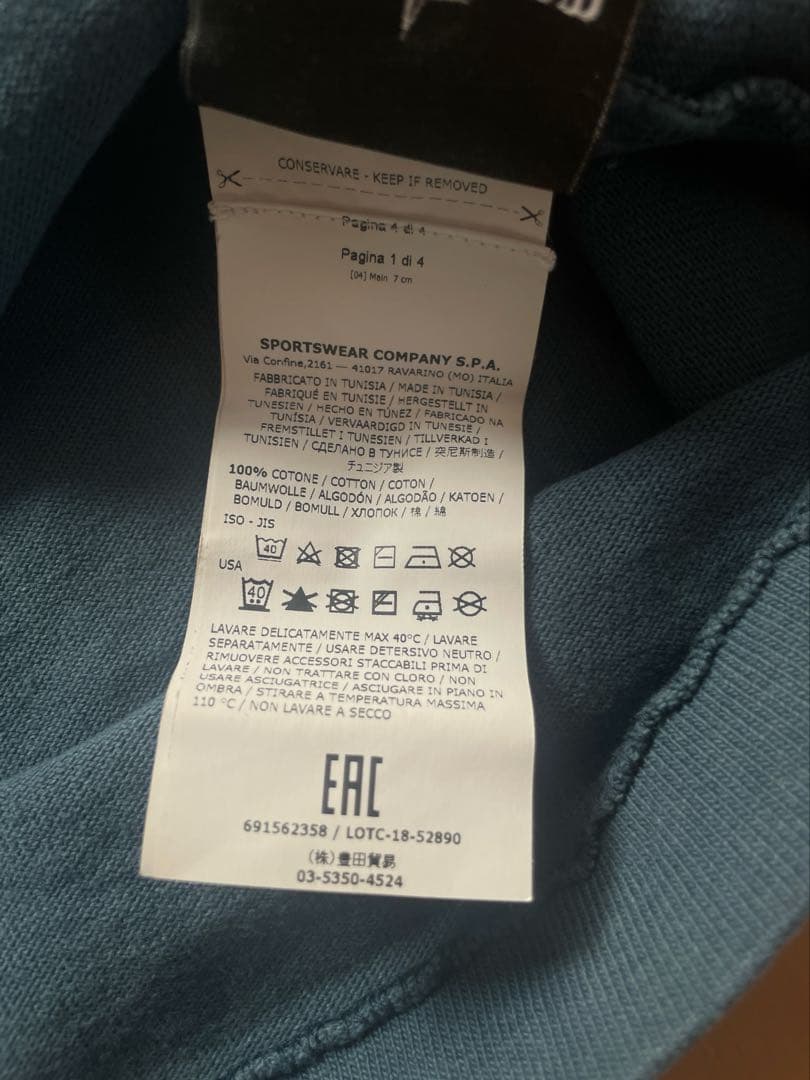 CONSERVARE - KEEP IF REMOVED
Pagina 4 di 4
Pagina 1 di 4
[04] Main 7 cm
SPORTSWEAR COMPANY S.P.A.
Via Confine,2161 — 41017 RAVARINO (MO) ITALIA
FABBRICATO IN TUNISIA / MADE IN TUNISIA /
FABRIQUÉ EN TUNISIE / HERGESTELLT IN
TUNESIEN / HECHO EN TÚNEZ / FABRICADO NA
TUNÍSIA / VERVAARDIGD IN TUNESIE /
FREMSTILLET I TUNESIEN / TILLVERKAD I
TUNISIEN / СДЕЛАНО В ТУНИСЕ / 突尼斯制造 /
チュニジア製
100% COTONE / COTTON / COTON /
BAUMWOLLE / ALGODÓN / ALGODÃO / KATOEN /
BOMULD / BOMULL / ХЛОПОК / 棉 / 綿
ISO - JIS
40
USA
40
LAVARE DELICATAMENTE MAX 40°C / LAVARE
SEPARATAMENTE / USARE DETERSIVO NEUTRO /
RIMUOVERE ACCESSORI STACCABILI PRIMA DI
LAVARE / NON TRATTARE CON CLORO / NON
USARE ASCIUGATRICE / ASCIUGARE IN PIANO IN
OMBRA / STIRARE A TEMPERATURA MASSIMA
110 °C / NON LAVARE A SECCO
EAC
691562358 / LOTC-18-52890
(株)豊田貿易
03-5350-4524